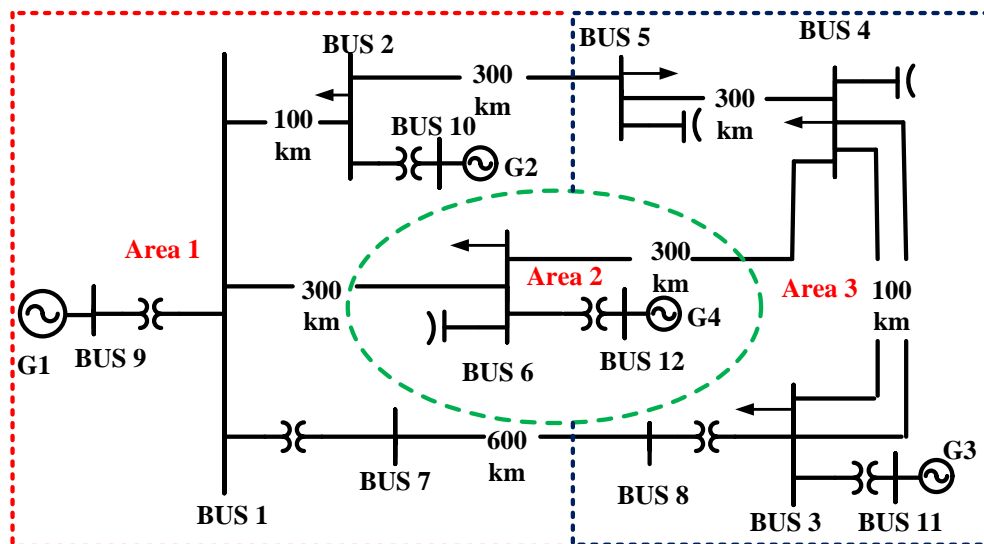 BUS 4
BUS 2
BUS 5
300
km
300
km
100
km
BUS 10
G2
Area 1
300
km
Area 2
Area 3
300
km
100
km
G4
G1
BUS 9
BUS 6
BUS 12
600
km
BUS 7
BUS 8
G3
BUS 1
BUS 3
BUS 11